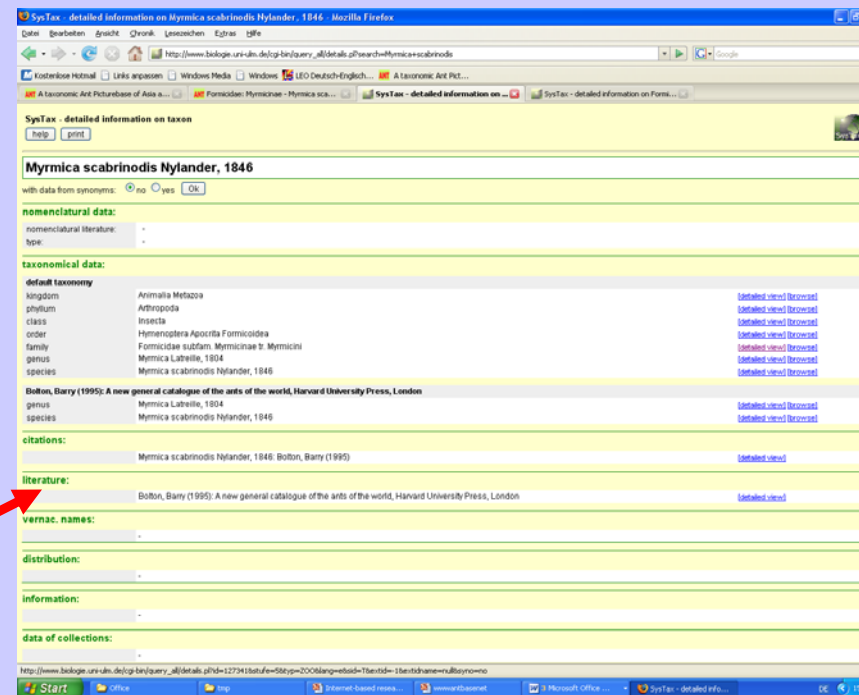 SysTax - detailed information on Myrmica scabrinodis Nylander, 1846 - Mozilla Firefox
Datei Bearbeiten Ansicht Chronik Lesezeichen Extras Hilfe
http://www.biologie.uni-ulm.de/cgi-bin/query_all/details.pl?search=Myrmica+scabrinodis Google
Kostenlose Hotmail Links anpassen Windows Media Windows LEO Deutsch-Englisch... ANT A taxonomic Ant Pict...
ANT A taxonomic Ant Picturebase of Asia a... ANT Formicidae: Myrmicinae - Myrmica sca... SysTax - detailed information on ... SysTax - detailed information on Formi...
SysTax - detailed information on taxon
help print
Myrmica scabrinodis Nylander, 1846
with data from synonyms: no yes Ok
nomenclatural data:
nomenclatural literature: -
type: -
taxonomical data:
default taxonomy
kingdom Animalia Metazoa [detailed view] [browse]
phyllum Arthropoda [detailed view] [browse]
class Insecta [detailed view] [browse]
order Hymenoptera Apocrita Formicoidea [detailed view] [browse]
family Formicidae subfam. Myrmicinae tr. Myrmicini [detailed view] [browse]
genus Myrmica Latreille, 1804 [detailed view] [browse]
species Myrmica scabrinodis Nylander, 1846 [detailed view] [browse]
Bolton, Barry (1995): A new general catalogue of the ants of the world, Harvard University Press, London
genus Myrmica Latreille, 1804 [detailed view] [browse]
species Myrmica scabrinodis Nylander, 1846 [detailed view] [browse]
citations:
Myrmica scabrinodis Nylander, 1846: Bolton, Barry (1995) [detailed view]
literature:
Bolton, Barry (1995): A new general catalogue of the ants of the world, Harvard University Press, London [detailed view]
vernac. names:
-
distribution:
-
information:
-
data of collections:
-
Start Office tmp Internet-based resea... wwwantbasenet 3 Microsoft Office ... SysTax - detailed info... DE